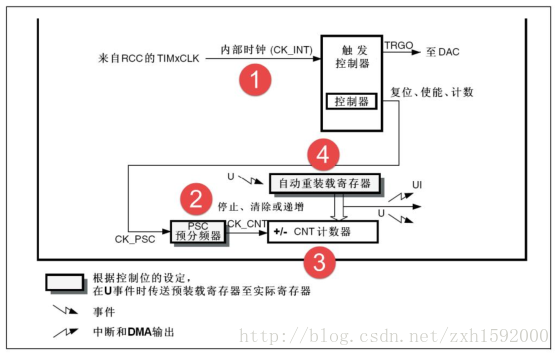 来自RCC的TIMxCLK
内部时钟 (CK_INT)
1
触 发
控制器
TRGO
至DAC
控制器
复位、使能、计数
4
U
自动重装载寄存器
UI
2
停止、清除或递增
U
CK_PSC
PSC
预分频器
CK_CNT
+/- CNT 计数器
3
根据控制位的设定，
在U事件时传送预装载寄存器至实际寄存器
事件
中断和DMA输出
http://blog.csdn.net/zxh1592000